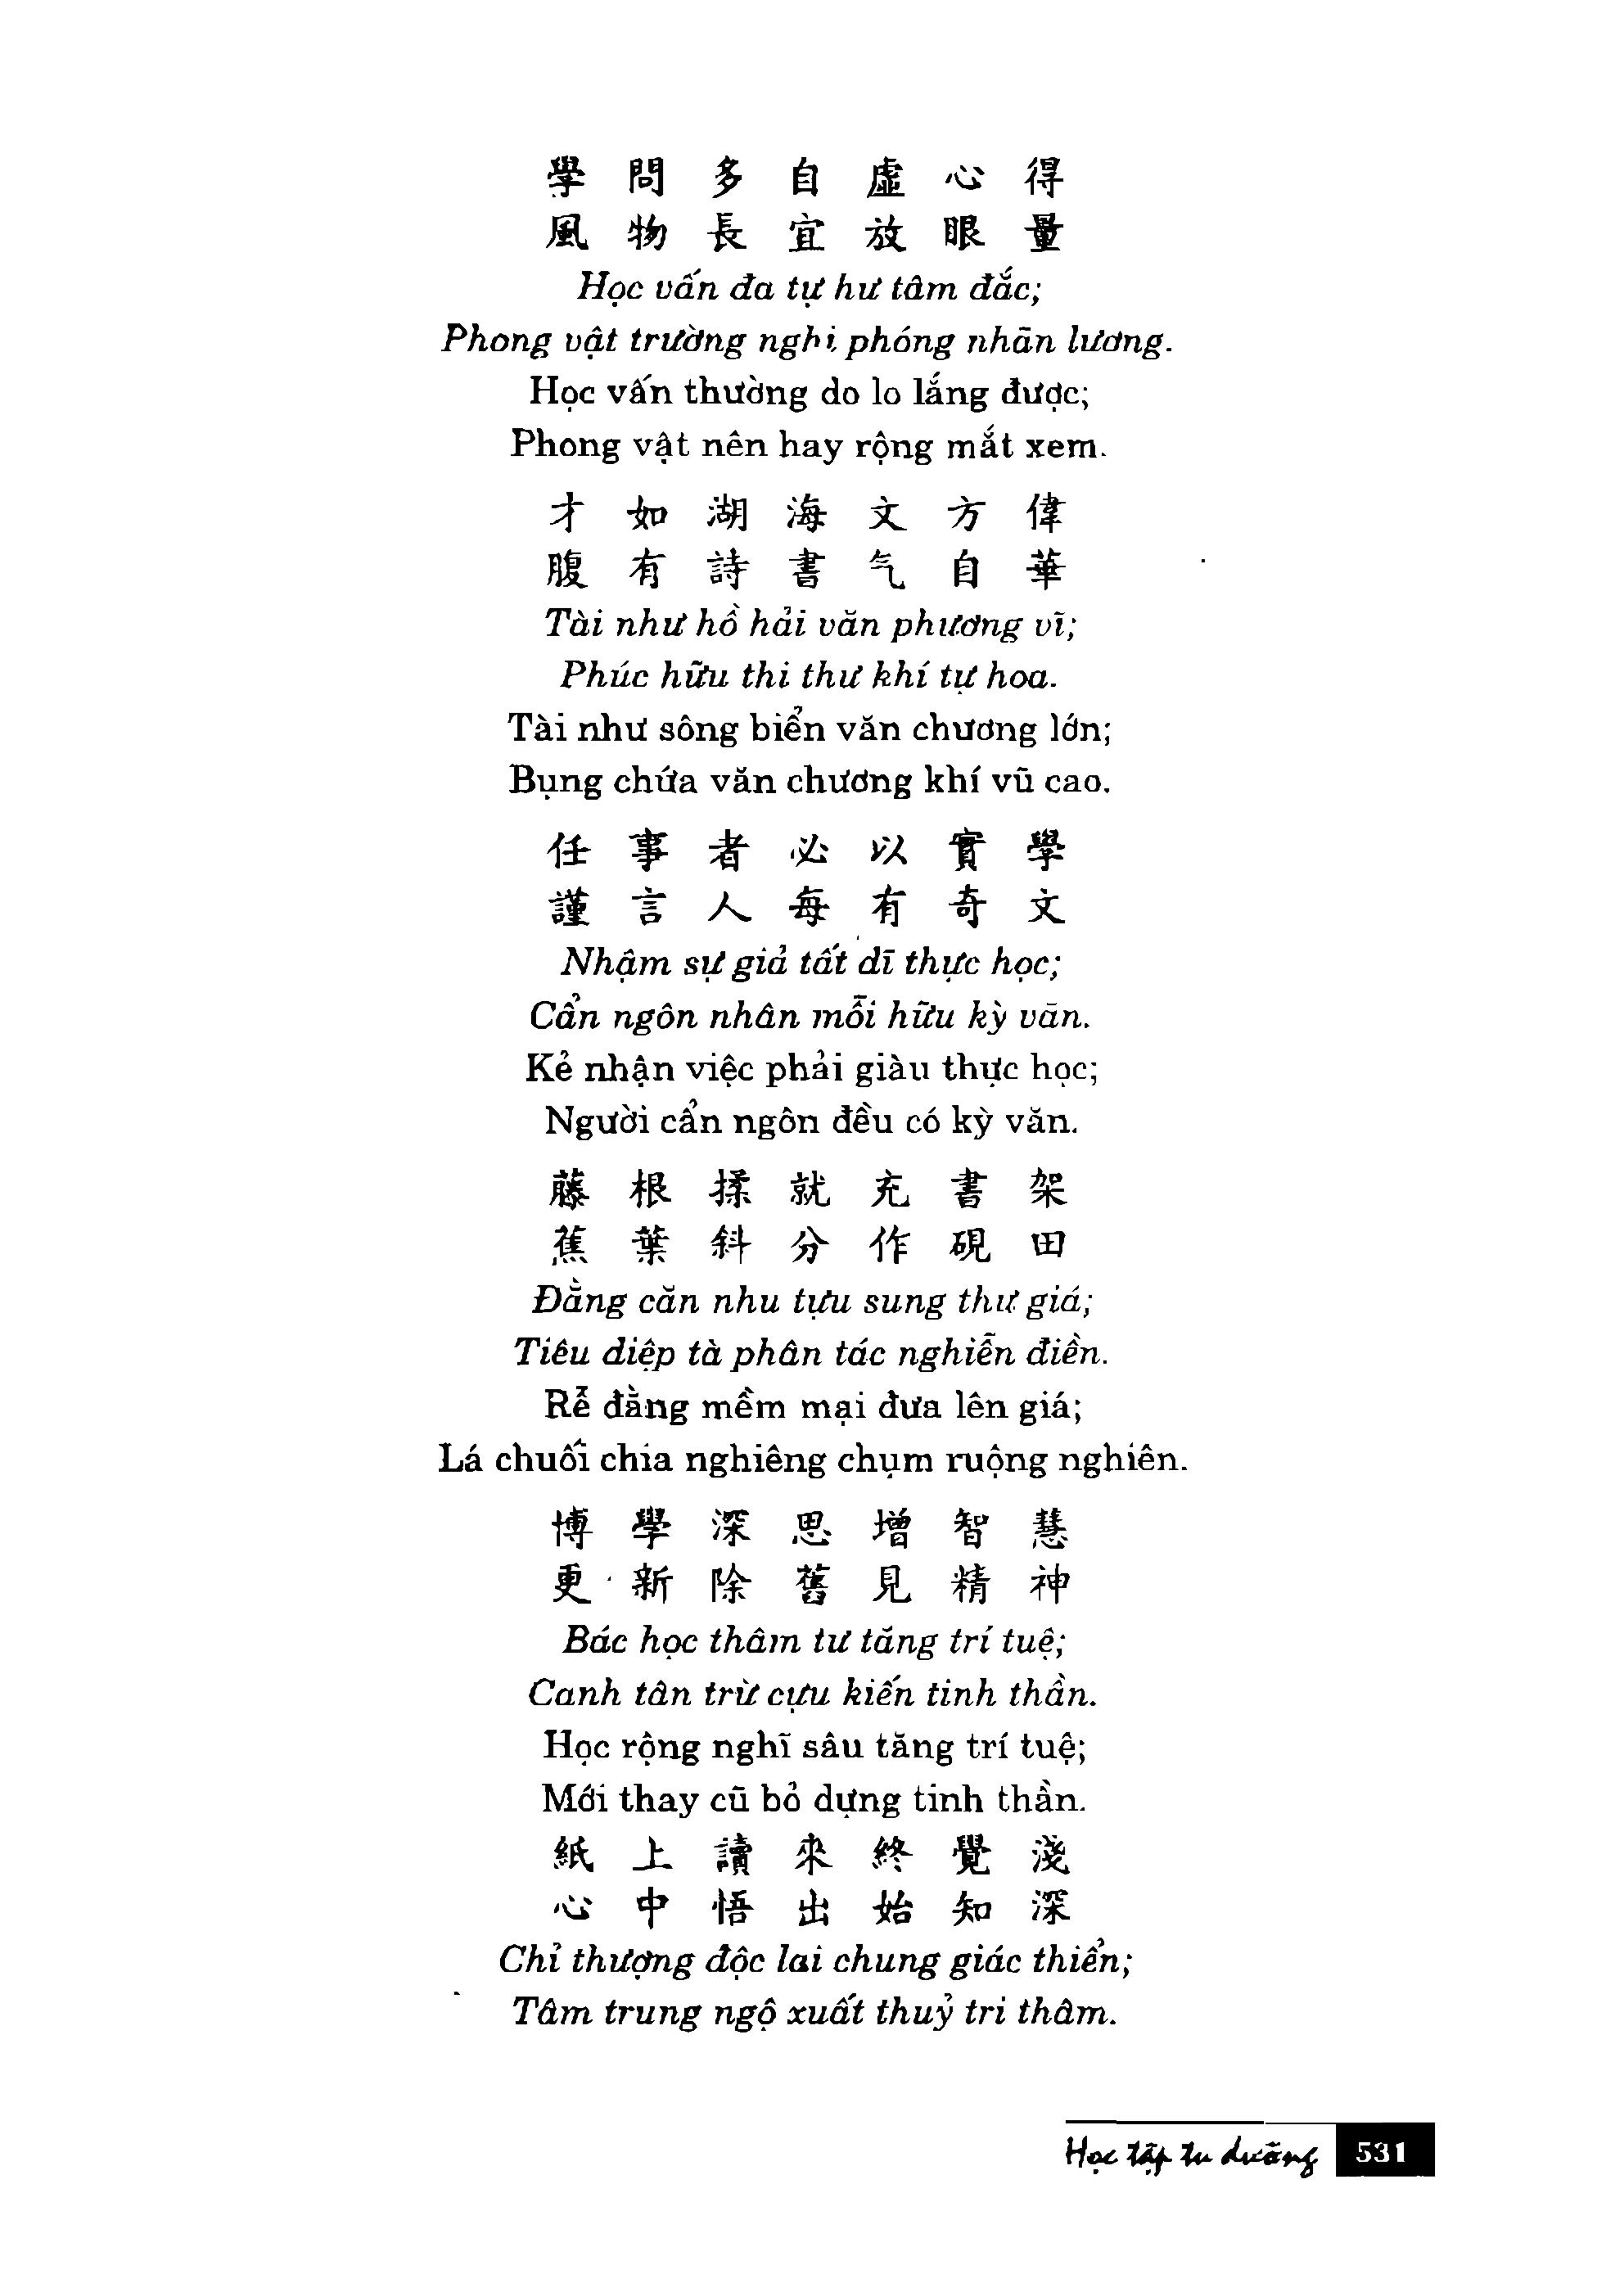 學問多自虛心得
風物長宜放眼量
Học vấn đa tự hư tâm đắc;
Phong vật trường nghi phóng nhãn lương.
Học vấn thường do lo lắng được;
Phong vật nên hay rộng mắt xem.
才如湖海文方偉
腹有詩書气自華
Tài như hồ hải văn phương vĩ;
Phúc hữu thi thư khí tự hoa.
Tài như sông biển văn chương lớn;
Bụng chứa văn chương khí vũ cao.
任事者必以實學
謹言人每有奇文
Nhậm sự giả tất dĩ thực học;
Cẩn ngôn nhân mỗi hữu kỳ văn.
Kẻ nhận việc phải giàu thực học;
Người cẩn ngôn đều có kỳ văn.
藤根揉就充書架
蕉葉斜分作硯田
Đằng căn nhu tựu sung thư giá;
Tiêu diệp tà phân tác nghiễn điền.
Rễ đằng mềm mại đưa lên giá;
Lá chuối chia nghiêng chụm ruộng nghiên.
博學深思增智慧
更新除舊見精神
Bác học thâm tư tăng trí tuệ;
Canh tân trừ cựu kiến tinh thần.
Học rộng nghĩ sâu tăng trí tuệ;
Mới thay cũ bỏ dựng tinh thần.
紙上讀來終覺淺
心中悟出始知深
Chỉ thượng độc lai chung giác thiển;
Tâm trung ngộ xuất thuỷ tri thâm.
Học tập tu dưỡng 531